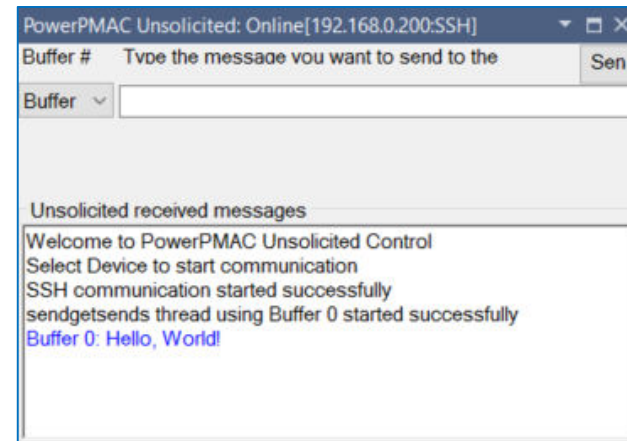 PowerPMAC Unsolicited: Online[192.168.0.200:SSH]
Buffer # Type the message you want to send to the
Sen
Buffer
Unsolicited received messages
Welcome to PowerPMAC Unsolicited Control
Select Device to start communication
SSH communication started successfully
sendgetsends thread using Buffer 0 started successfully
Buffer 0: Hello, World!